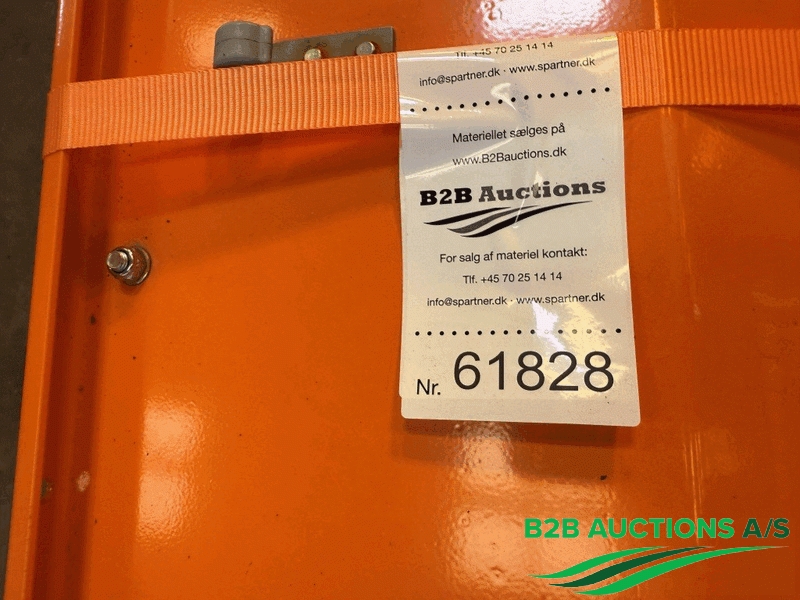 Tlf. +45 70 25 14 14
info@spartner.dk · www.spartner.dk
Materiellet sælges på
www.B2Bauctions.dk
B2B Auctions
For salg af materiel kontakt:
Tlf. +45 70 25 14 14
info@spartner.dk · www.spartner.dk
Nr. 61828
B2B AUCTIONS A/S